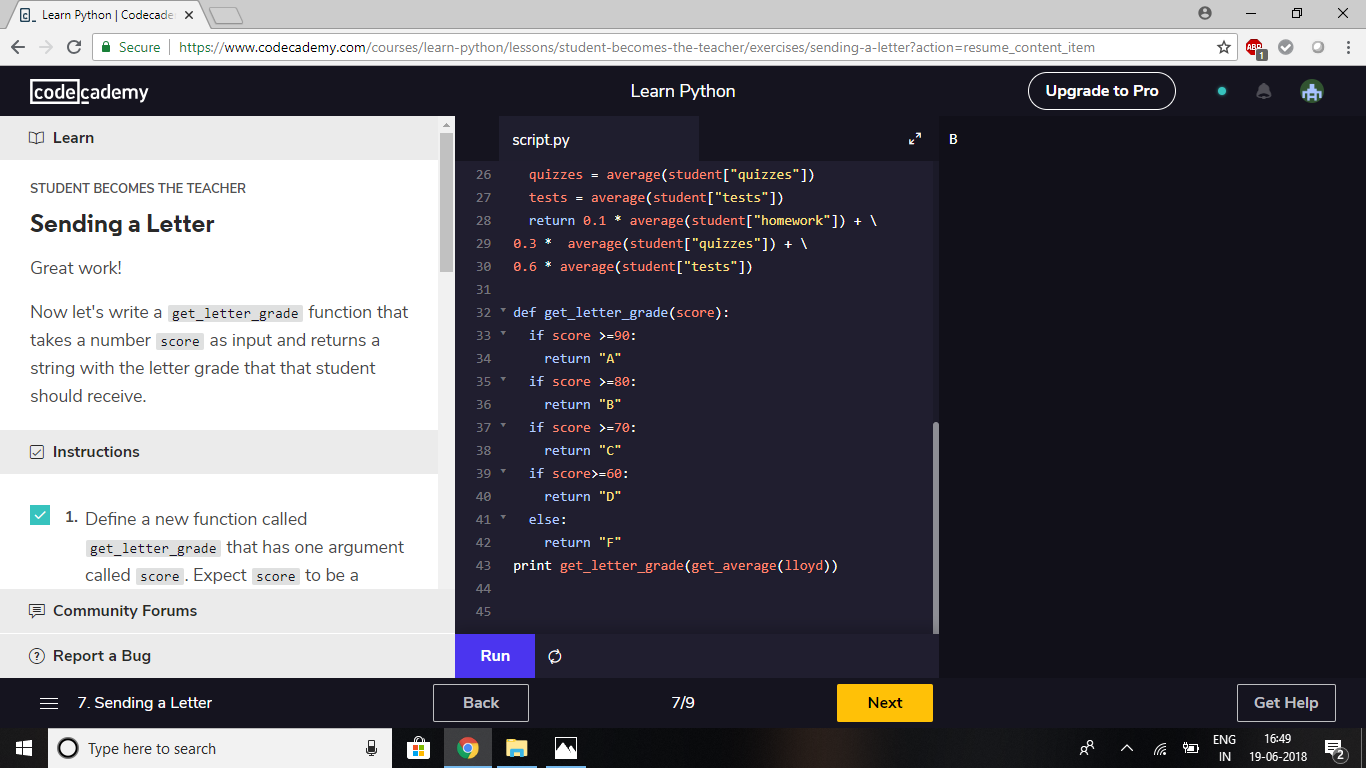 Learn Python | Codecade
Secure
https://www.codecademy.com/courses/learn-python/lessons/student-becomes-the-teacher/exercises/sending-a-letter?action=resume_content_item
ABP
1
codecademy
Learn Python
Upgrade to Pro
Learn
STUDENT BECOMES THE TEACHER
Sending a Letter
Great work!
Now let's write a get_letter_grade function that
takes a number score as input and returns a
string with the letter grade that that student
should receive.
Instructions
1. Define a new function called
get_letter_grade that has one argument
called score. Expect score to be a
Community Forums
Report a Bug
script.py
26 quizzes = average(student["quizzes"])
27 tests = average(student["tests"])
28 return 0.1 * average(student["homework"]) + \
29 0.3 *  average(student["quizzes"]) + \
30 0.6 * average(student["tests"])
31
32 def get_letter_grade(score):
33 if score >=90:
34 return "A"
35 if score >=80:
36 return "B"
37 if score >=70:
38 return "C"
39 if score>=60:
40 return "D"
41 else:
42 return "F"
43 print get_letter_grade(get_average(lloyd))
44
45
Run
B
7. Sending a Letter
Back
7/9
Next
Get Help
Type here to search
ENG
IN
16:49
19-06-2018
2